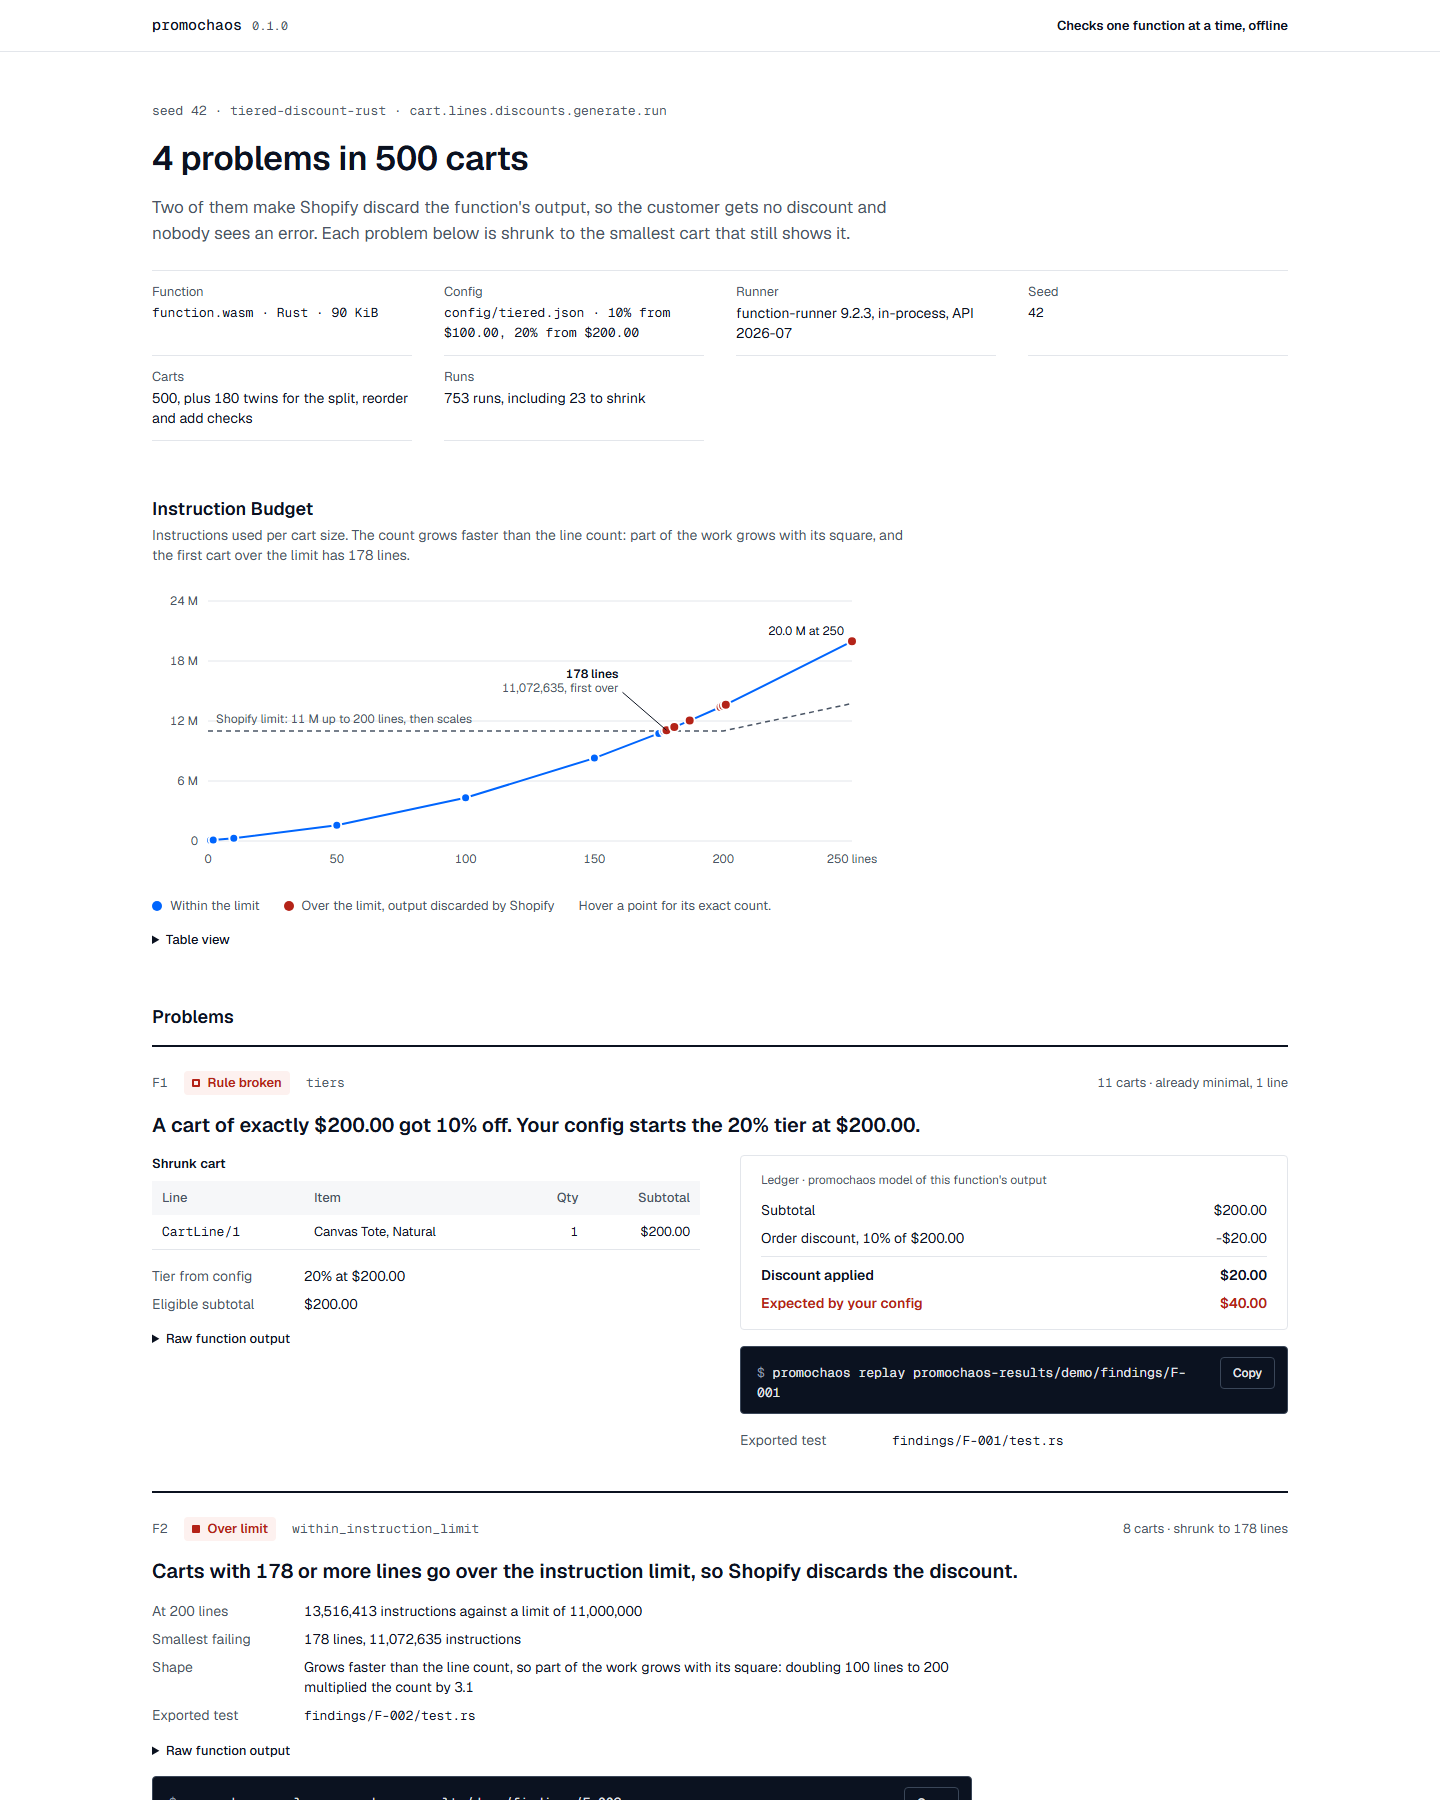 promochaos 0.1.0
Checks one function at a time, offline
seed 42 · tiered-discount-rust · cart.lines.discounts.generate.run
4 problems in 500 carts
Two of them make Shopify discard the function's output, so the customer gets no discount and
nobody sees an error. Each problem below is shrunk to the smallest cart that still shows it.
Function
function.wasm · Rust · 90 KiB
Config
config/tiered.json · 10% from
$100.00, 20% from $200.00
Runner
function-runner 9.2.3, in-process, API
2026-07
Seed
42
Carts
500, plus 180 twins for the split, reorder
and add checks
Runs
753 runs, including 23 to shrink
Instruction Budget
Instructions used per cart size. The count grows faster than the line count: part of the work grows with its square, and
the first cart over the limit has 178 lines.
24 M
20.0 M at 250
18 M
178 lines
11,072,635, first over
12 M
Shopify limit: 11 M up to 200 lines, then scales
6 M
0
0 50 100 150 200 250 lines
Within the limit
Over the limit, output discarded by Shopify
Hover a point for its exact count.
Table view
Problems
F1 Rule broken tiers
11 carts · already minimal, 1 line
A cart of exactly $200.00 got 10% off. Your config starts the 20% tier at $200.00.
Shrunk cart
Line Item Qty Subtotal
CartLine/1 Canvas Tote, Natural 1 $200.00
Tier from config 20% at $200.00
Eligible subtotal $200.00
Raw function output
Ledger · promochaos model of this function's output
Subtotal $200.00
Order discount, 10% of $200.00 -$20.00
Discount applied $20.00
Expected by your config $40.00
$ promochaos replay promochaos-results/demo/findings/F-
001
Copy
Exported test findings/F-001/test.rs
F2 Over limit within_instruction_limit
8 carts · shrunk to 178 lines
Carts with 178 or more lines go over the instruction limit, so Shopify discards the discount.
At 200 lines 13,516,413 instructions against a limit of 11,000,000
Smallest failing 178 lines, 11,072,635 instructions
Shape Grows faster than the line count, so part of the work grows with its square: doubling 100 lines to 200
multiplied the count by 3.1
Exported test findings/F-002/test.rs
Raw function output